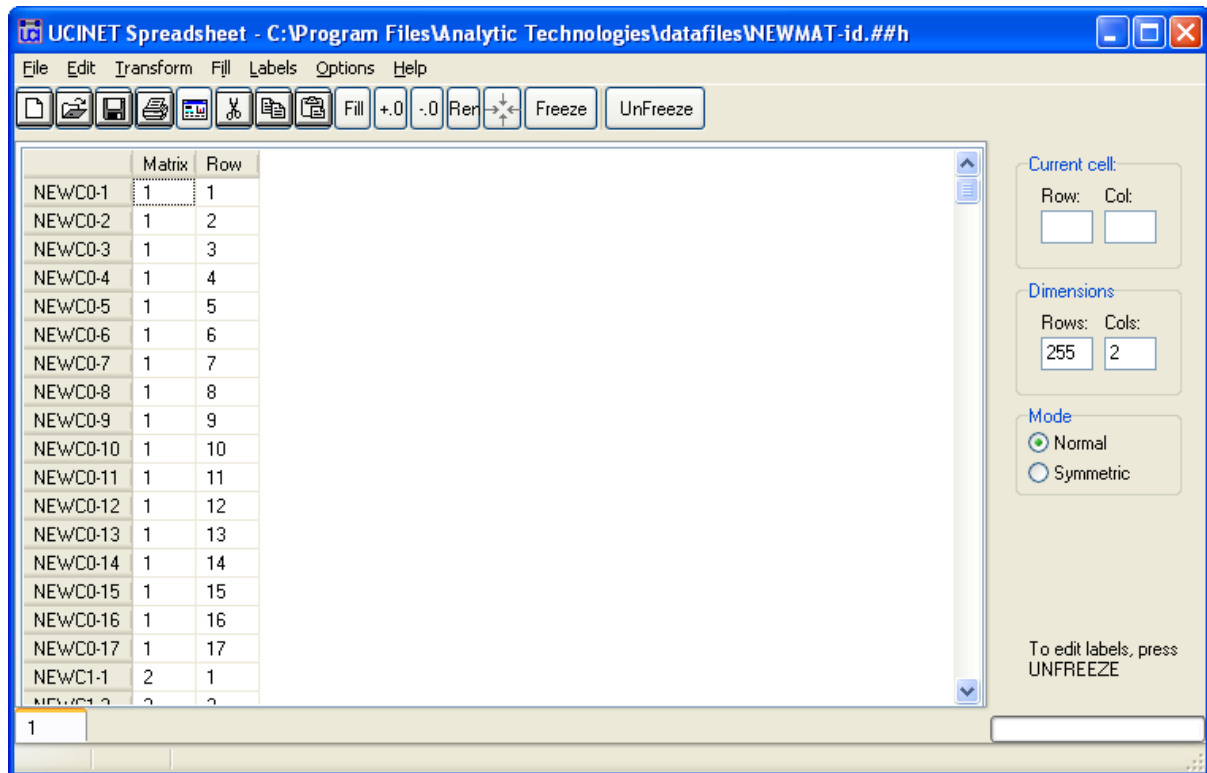 UCINET Spreadsheet - C:\Program Files\Analytic Technologies\datafiles\NEWMAT-id.##h
File Edit Transform Fill Labels Options Help
Fill +.0 -.0 Ren Freeze UnFreeze
Matrix Row
NEWC0-1 1 1
NEWC0-2 1 2
NEWC0-3 1 3
NEWC0-4 1 4
NEWC0-5 1 5
NEWC0-6 1 6
NEWC0-7 1 7
NEWC0-8 1 8
NEWC0-9 1 9
NEWC0-10 1 10
NEWC0-11 1 11
NEWC0-12 1 12
NEWC0-13 1 13
NEWC0-14 1 14
NEWC0-15 1 15
NEWC0-16 1 16
NEWC0-17 1 17
NEWC1-1 2 1
NEWC1-2 2 2
Current cell:
Row: Col:
Dimensions
Rows: Cols:
255 2
Mode
Normal
Symmetric
To edit labels, press
UNFREEZE
1